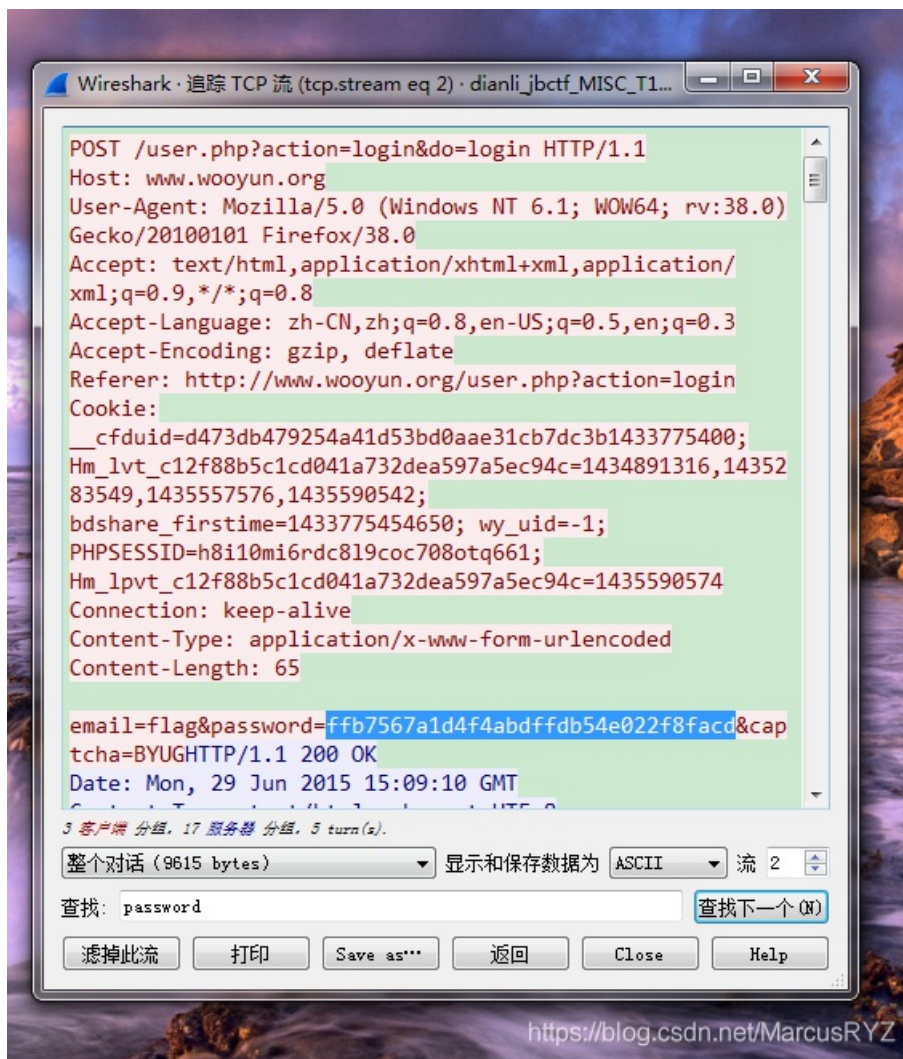 Wireshark · 追踪 TCP 流 (tcp.stream eq 2) · dianli_jbctf_MISC_T1...
POST /user.php?action=login&do=login HTTP/1.1
Host: www.wooyun.org
User-Agent: Mozilla/5.0 (Windows NT 6.1; WOW64; rv:38.0)
Gecko/20100101 Firefox/38.0
Accept: text/html,application/xhtml+xml,application/
xml;q=0.9,*/*;q=0.8
Accept-Language: zh-CN,zh;q=0.8,en-US;q=0.5,en;q=0.3
Accept-Encoding: gzip, deflate
Referer: http://www.wooyun.org/user.php?action=login
Cookie:
__cfduid=d473db479254a41d53bd0aae31cb7dc3b1433775400;
Hm_lvt_c12f88b5c1cd041a732dea597a5ec94c=1434891316,14352
83549,1435557576,1435590542;
bdshare_firstime=1433775454650; wy_uid=-1;
PHPSESSID=h8i10mi6rdc8l9coc708otq661;
Hm_lpvt_c12f88b5c1cd041a732dea597a5ec94c=1435590574
Connection: keep-alive
Content-Type: application/x-www-form-urlencoded
Content-Length: 65
email=flag&password=ffb7567a1d4f4abdffdb54e022f8facd&cap
tcha=BYUGHTTP/1.1 200 OK
Date: Mon, 29 Jun 2015 15:09:10 GMT
3 客户端 分组, 17 服务器 分组, 5 turn(s).
整个对话 (9615 bytes) 显示和保存数据为 ASCII 流 2
查找: password 查找下一个(N)
滤掉此流 打印 Save as… 返回 Close Help
https://blog.csdn.net/MarcusRYZ